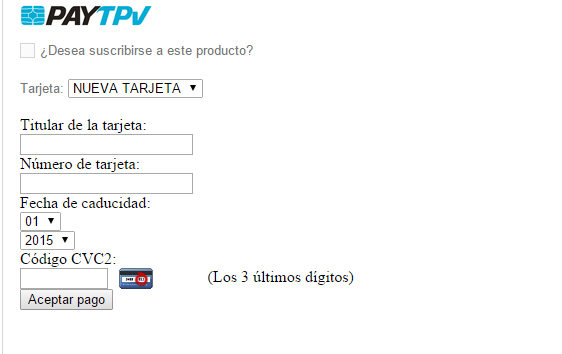 PAYTPV
¿Desea suscribirse a este producto?
Tarjeta: NUEVA TARJETA
Titular de la tarjeta:
Número de tarjeta:
Fecha de caducidad:
01
2015
Código CVC2:
(Los 3 últimos dígitos)
Aceptar pago